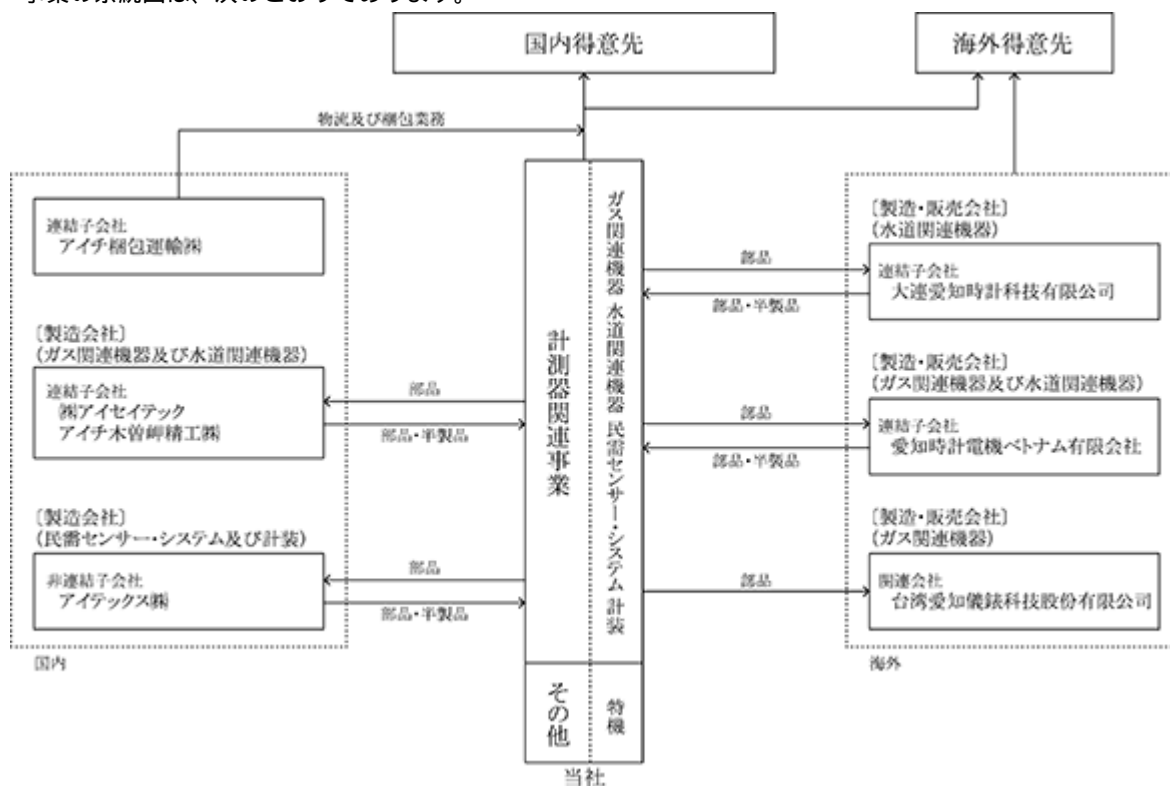 事業の系統図は、次のとおりであります。
国内得意先
海外得意先
物流及び梱包業務
連結子会社
アイチ梱包運輸㈱
〔製造会社〕
(ガス関連機器及び水道関連機器)
連結子会社
㈱アイセイテック
アイチ木曽岬精工㈱
〔製造会社〕
(民需センサー・システム及び計装)
非連結子会社
アイテックス㈱
国内
部品
部品・半製品
部品
部品・半製品
計測器関連事業
ガス関連機器 水道関連機器 民需センサー・システム 計装
その他
特機
当社
部品
部品・半製品
部品
部品・半製品
部品
〔製造・販売会社〕
(水道関連機器)
連結子会社
大連愛知時計科技有限公司
〔製造・販売会社〕
(ガス関連機器及び水道関連機器)
連結子会社
愛知時計電機ベトナム有限会社
〔製造・販売会社〕
(ガス関連機器)
関連会社
台湾愛知儀錶科技股份有限公司
海外